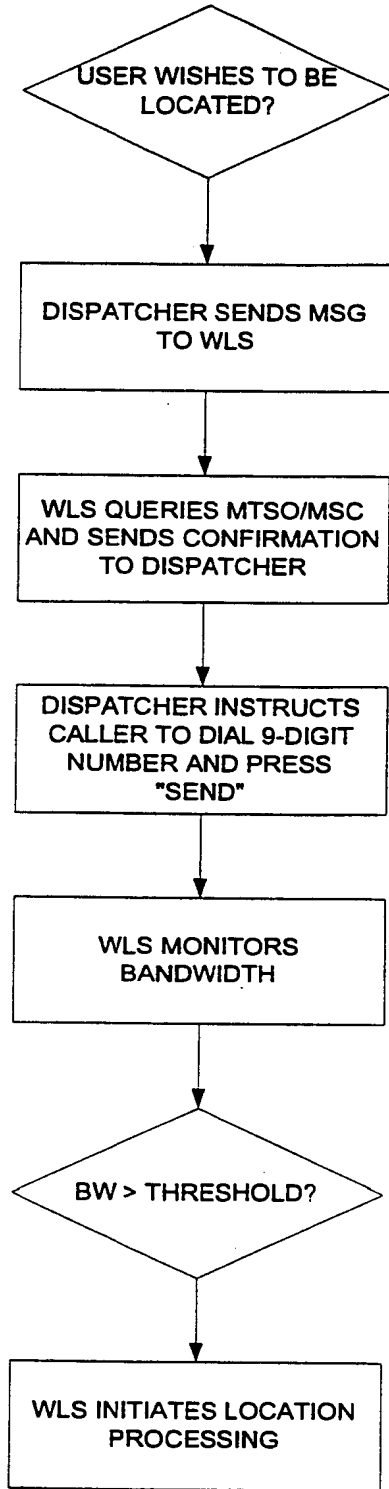 USER WISHES TO BE
LOCATED?
DISPATCHER SENDS MSG
TO WLS
WLS QUERIES MTSO/MSC
AND SENDS CONFIRMATION
TO DISPATCHER
DISPATCHER INSTRUCTS
CALLER TO DIAL 9-DIGIT
NUMBER AND PRESS
"SEND"
WLS MONITORS
BANDWIDTH
BW > THRESHOLD?
WLS INITIATES LOCATION
PROCESSING